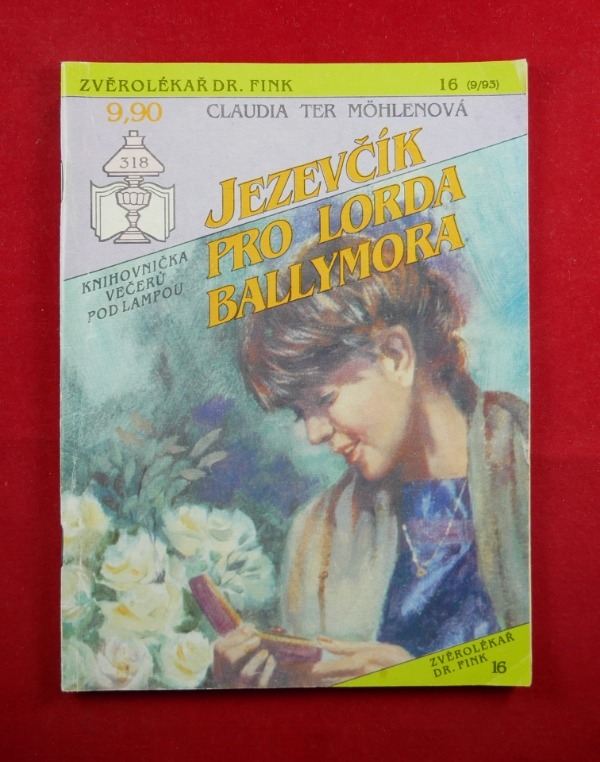 ZVĚROLÉKAŘ DR. FINK 16 (9/93)
9,90 CLAUDIA TER MÖHLENOVÁ
318
JEZEVČÍK
PRO LORDA
BALLYMORA
KNIHOVNIČKA
VEČERŮ
POD LAMPOU
ZVĚROLÉKAŘ
DR. FINK 16